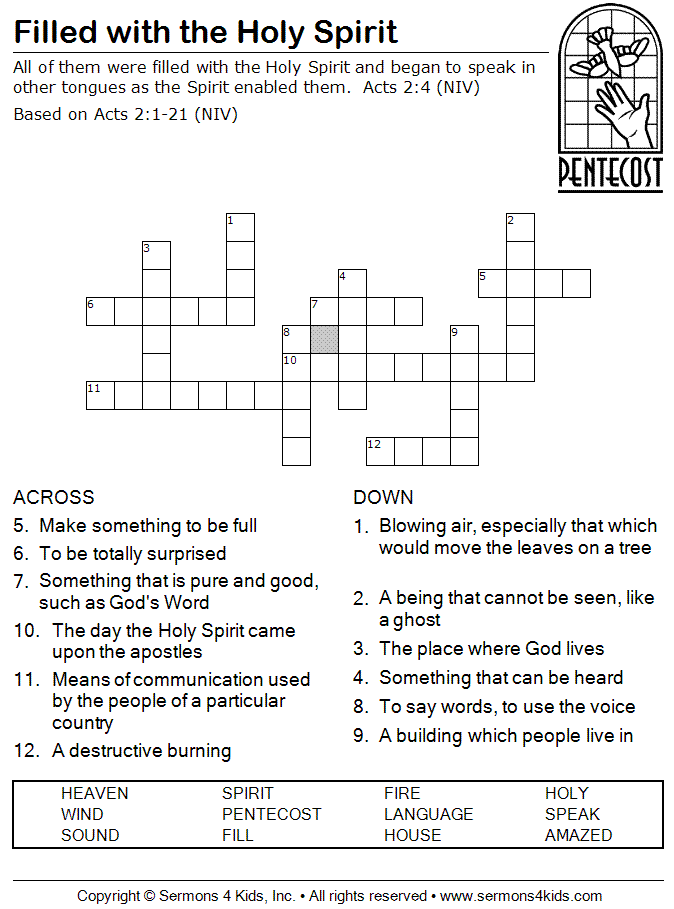 Filled with the Holy Spirit
All of them were filled with the Holy Spirit and began to speak in
other tongues as the Spirit enabled them.  Acts 2:4 (NIV)
Based on Acts 2:1-21 (NIV)
PENTECOST
1
2
3
4
5
6
7
8
9
10
11
12
ACROSS
5. Make something to be full
6. To be totally surprised
7. Something that is pure and good,
such as God's Word
10. The day the Holy Spirit came
upon the apostles
11. Means of communication used
by the people of a particular
country
12. A destructive burning
DOWN
1. Blowing air, especially that which
would move the leaves on a tree
2. A being that cannot be seen, like
a ghost
3. The place where God lives
4. Something that can be heard
8. To say words, to use the voice
9. A building which people live in
HEAVEN SPIRIT FIRE HOLY
WIND PENTECOST LANGUAGE SPEAK
SOUND FILL HOUSE AMAZED
Copyright © Sermons 4 Kids, Inc. • All rights reserved • www.sermons4kids.com